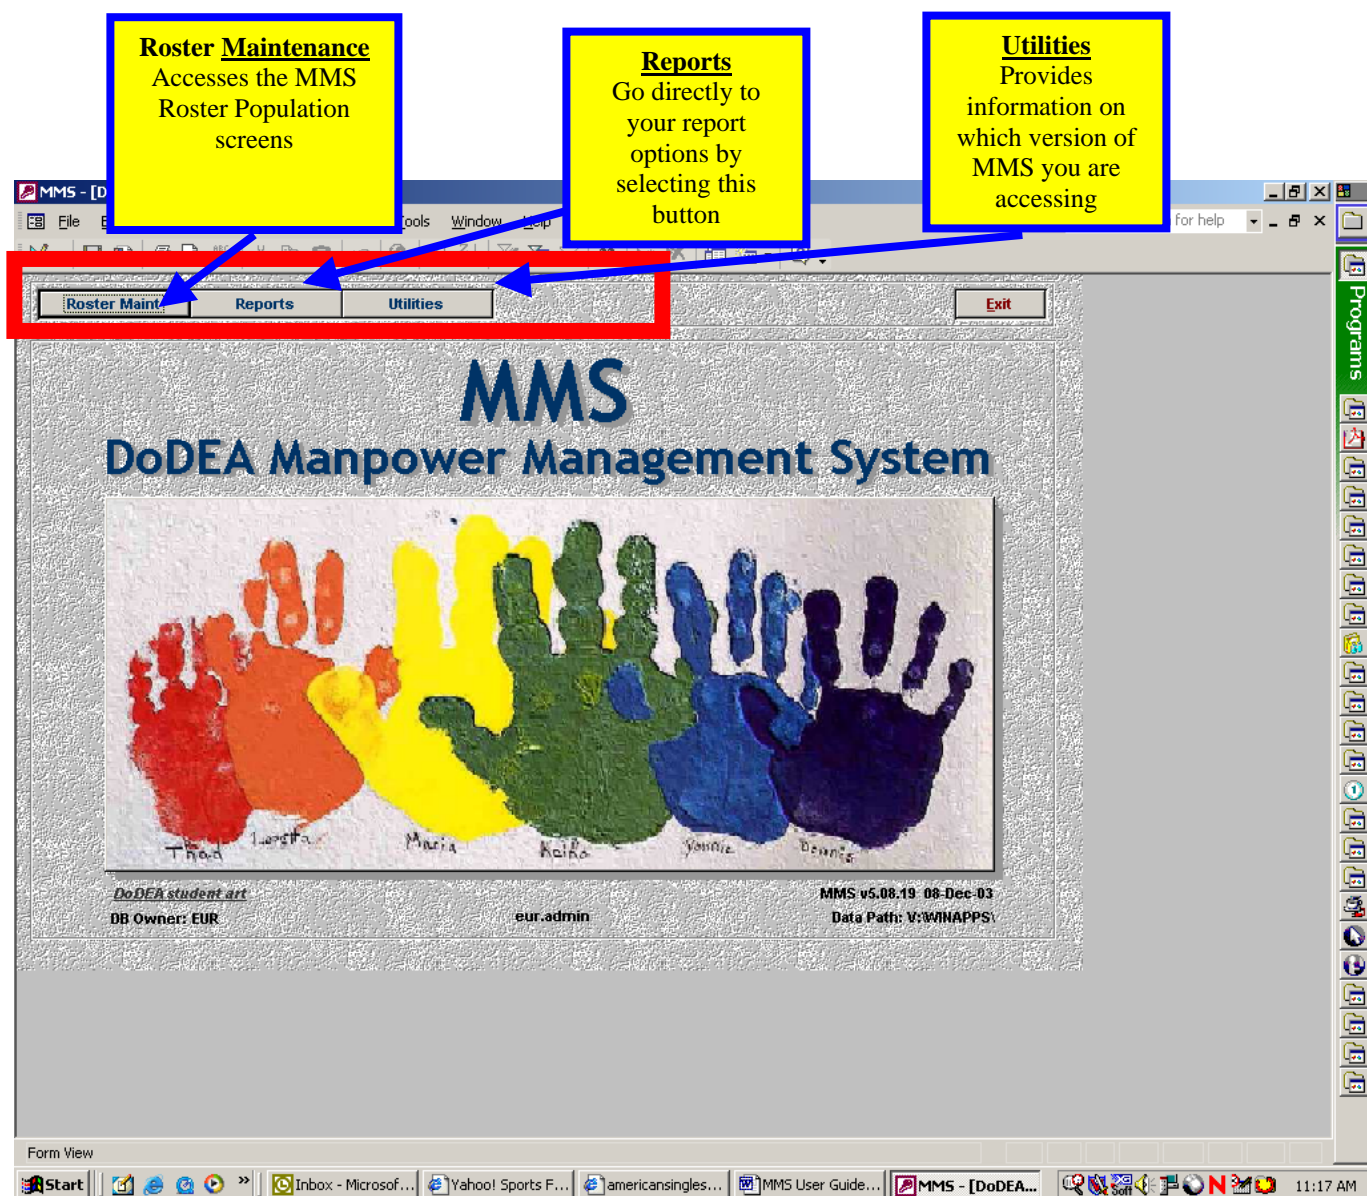 Roster Maintenance
Accesses the MMS
Roster Population
screens
Reports
Go directly to
your report
options by
selecting this
button
Utilities
Provides
information on
which version of
MMS you are
accessing
MMS - [D
File
ools Window Help
for help
Roster Maint
Reports
Utilities
Exit
Programs
MMS
DoDEA Manpower Management System
Thad
Loretta
Maria
Keiko
Yonnie
Dennis
DoDEA student art
MMS v5.08.19 08-Dec-03
DB Owner: EUR
eur.admin
Data Path: V:\WINAPPS\
Form View
Start
Inbox - Microsof...
Yahoo! Sports F...
americansingles...
MMS User Guide...
MMS - [DoDEA...
11:17 AM